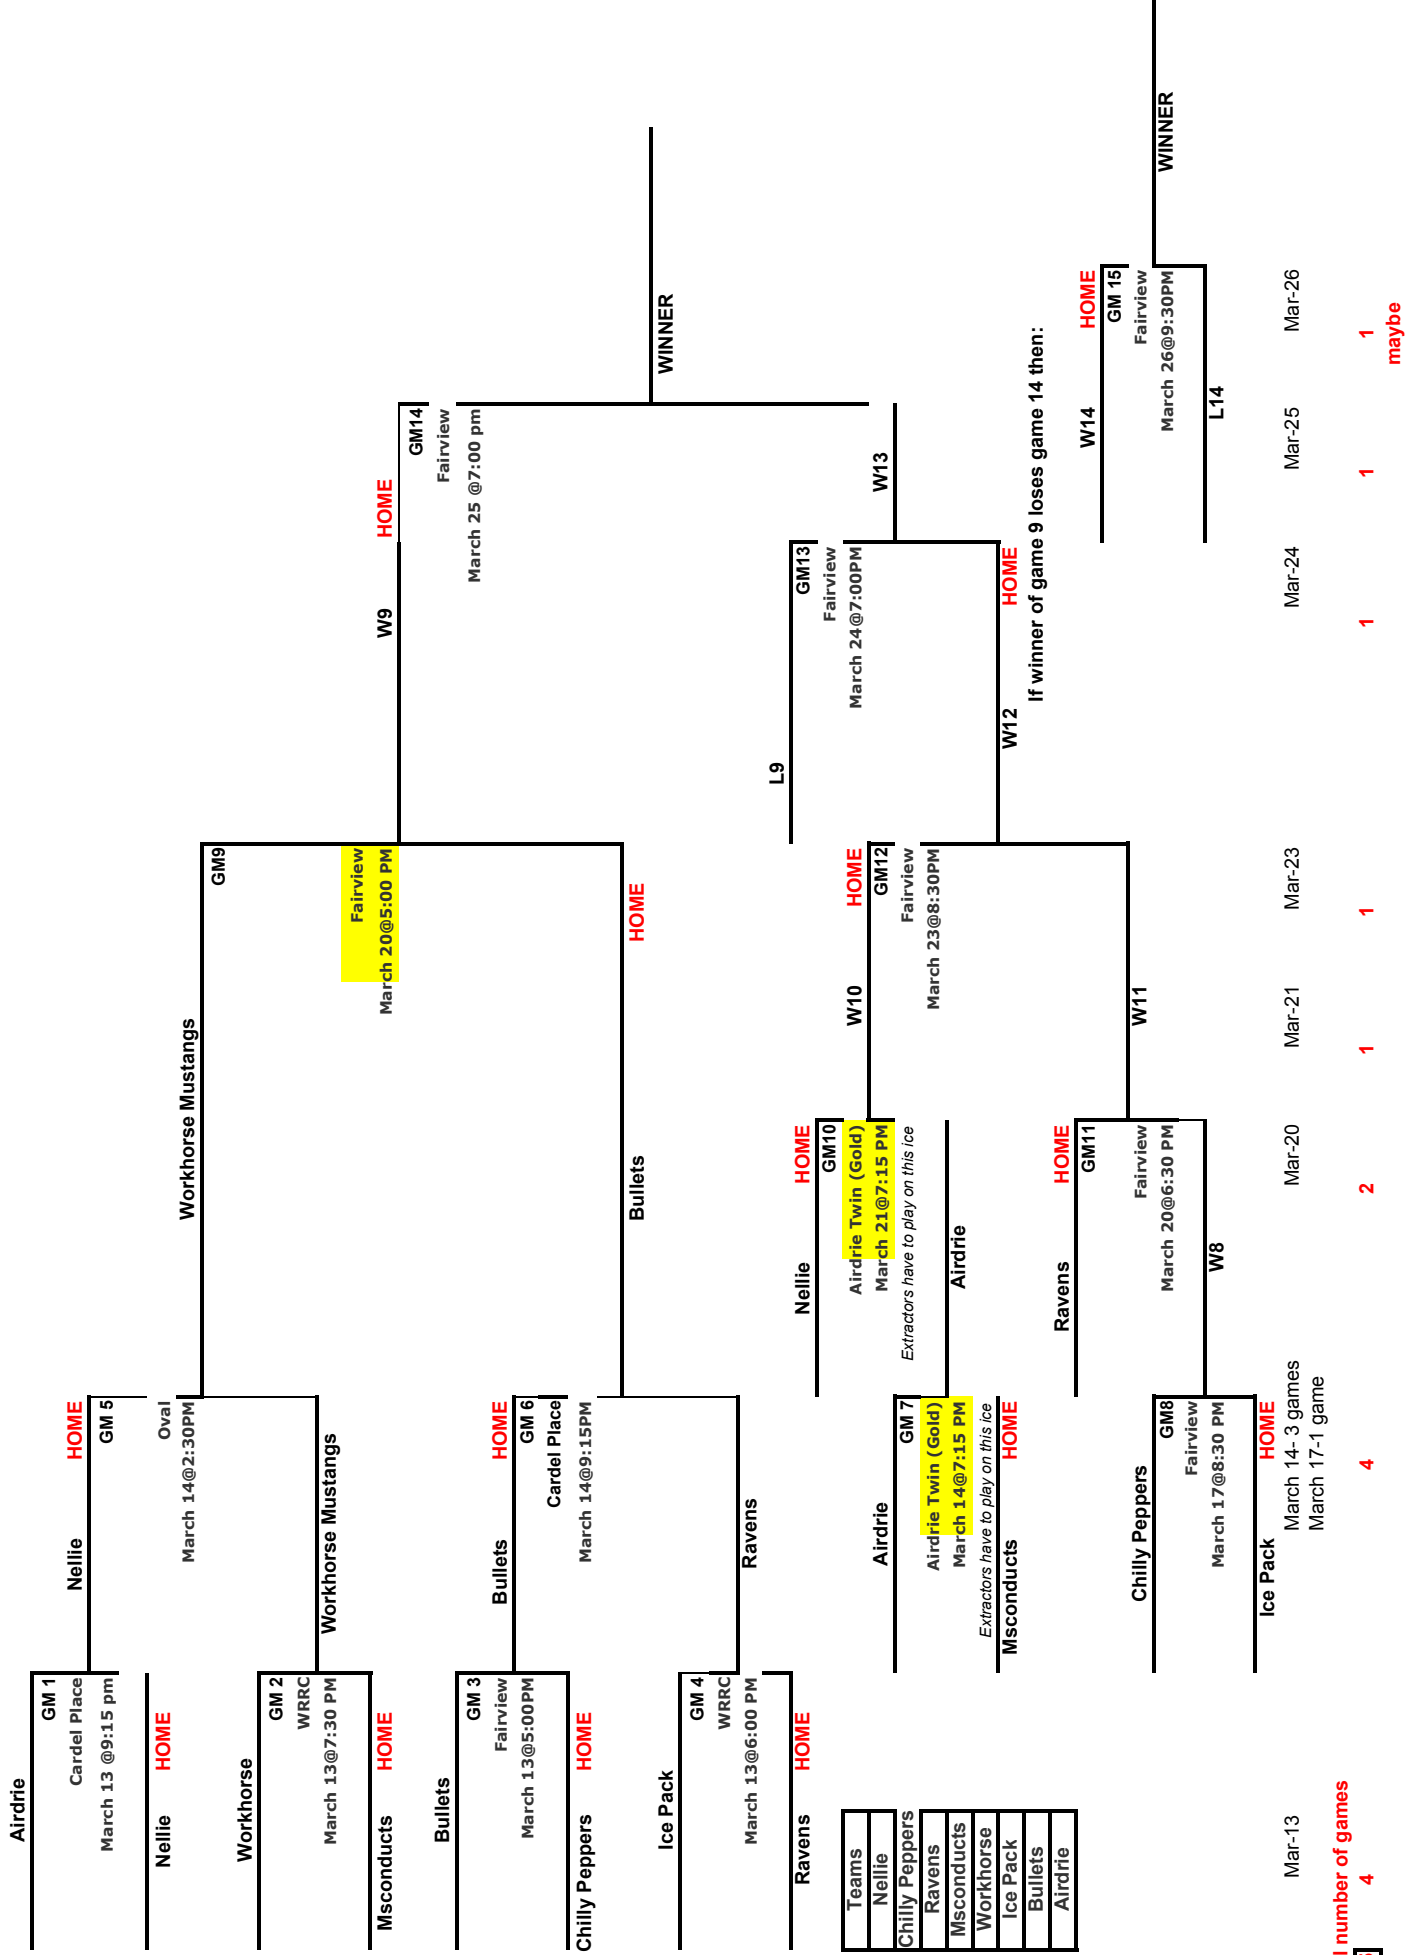 Airdrie
GM 1
Cardel Place
March 13 @9:15 pm
Nellie HOME
Workhorse
GM 2
WRRC
March 13@7:30 PM
Msconducts HOME
Bullets
GM 3
Fairview
March 13@5:00PM
Chilly Peppers HOME
Ice Pack
GM 4
WRRC
March 13@6:00 PM
Ravens HOME
Nellie HOME
GM 5
Oval
March 14@2:30PM
Workhorse Mustangs
Bullets HOME
GM 6
Cardel Place
March 14@9:15PM
Ravens
Airdrie
GM 7
Airdrie Twin (Gold)
March 14@7:15 PM
Extractors have to play on this ice
Msconducts HOME
Chilly Peppers
GM8
Fairview
March 17@8:30 PM
Ice Pack HOME
Workhorse Mustangs
GM9
Fairview
March 20@5:00 PM
Bullets HOME
Nellie HOME
GM10
Airdrie Twin (Gold)
March 21@7:15 PM
Extractors have to play on this ice
Airdrie
Ravens HOME
GM11
Fairview
March 20@6:30 PM
W8
W10 HOME
GM12
Fairview
March 23@8:30PM
W11
L9
GM13
Fairview
March 24@7:00PM
W12 HOME
W9 HOME
GM14
Fairview
March 25 @7:00 pm
W13
WINNER
If winner of game 9 loses game 14 then:
W14 HOME
GM 15
Fairview
March 26@9:30PM
L14
WINNER
Teams
Nellie
Chilly Peppers
Ravens
Msconducts
Workhorse
Ice Pack
Bullets
Airdrie
Mar-13 March 14- 3 games Mar-20 Mar-21 Mar-23 Mar-24 Mar-25 Mar-26
March 17-1 game
number of games
4 4 2 1 1 1 1 1
maybe